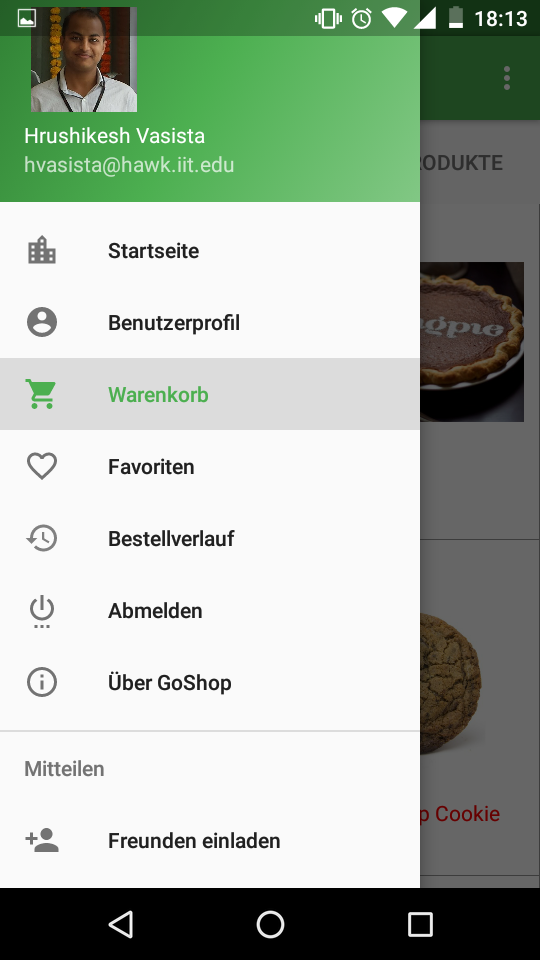 18:13
Hrushikesh Vasista
hvasista@hawk.iit.edu
RODUKTE
Startseite
Benutzerprofil
Warenkorb
Favoriten
Bestellverlauf
Abmelden
Über GoShop
Mitteilen
p Cookie
Freunden einladen